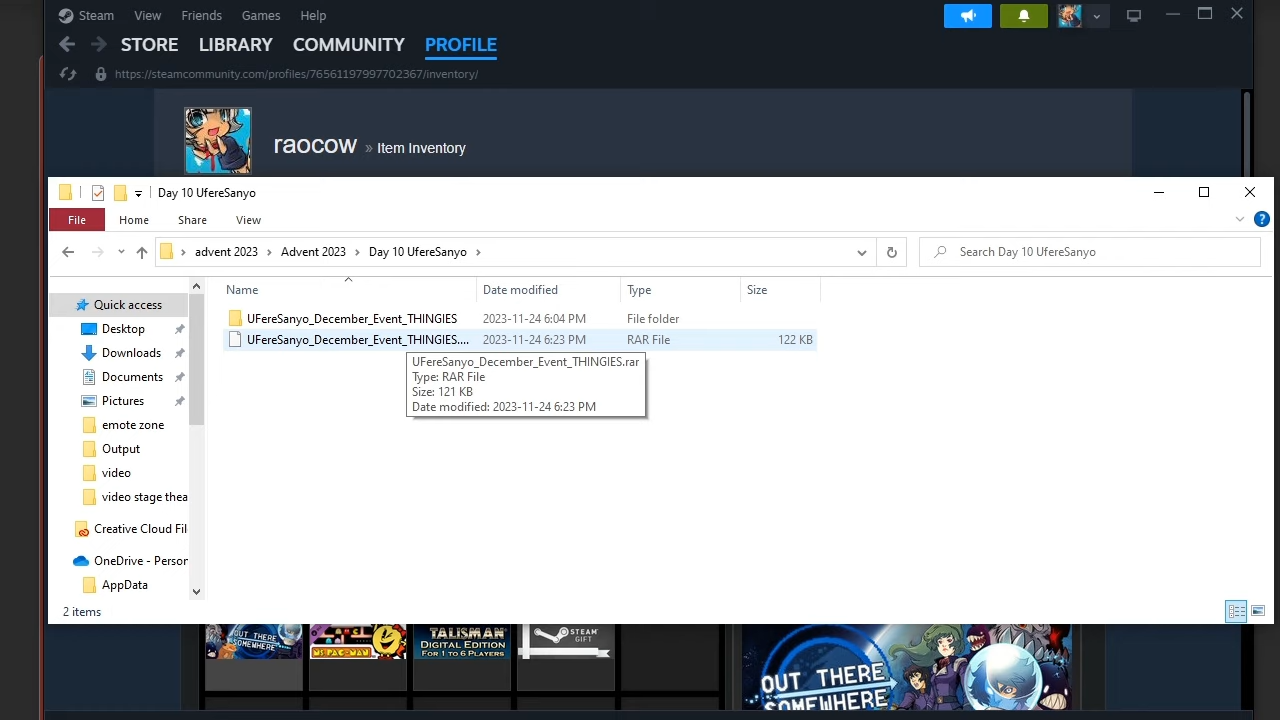 Steam View Friends Games Help
STORE LIBRARY COMMUNITY PROFILE
https://steamcommunity.com/profiles/76561197997702367/inventory/
raocow » Item Inventory
Day 10 UfereSanyo
File Home Share View
advent 2023 › Advent 2023 › Day 10 UfereSanyo ›
Search Day 10 UfereSanyo
Name Date modified Type Size
Quick access
Desktop
Downloads
Documents
Pictures
emote zone
Output
video
video stage thea
Creative Cloud Fil
OneDrive - Person
AppData
UFereSanyo_December_Event_THINGIES 2023-11-24 6:04 PM File folder
UFereSanyo_December_Event_THINGIES.... 2023-11-24 6:23 PM RAR File 122 KB
UFereSanyo_December_Event_THINGIES.rar
Type: RAR File
Size: 121 KB
Date modified: 2023-11-24 6:23 PM
2 items
OUT THERE
SOMEWHERE
MS. PAC-MAN
TALISMAN
DIGITAL EDITION
FOR 1 TO 6 PLAYERS
STEAM
GIFT
OUT THERE
SOMEWHERE